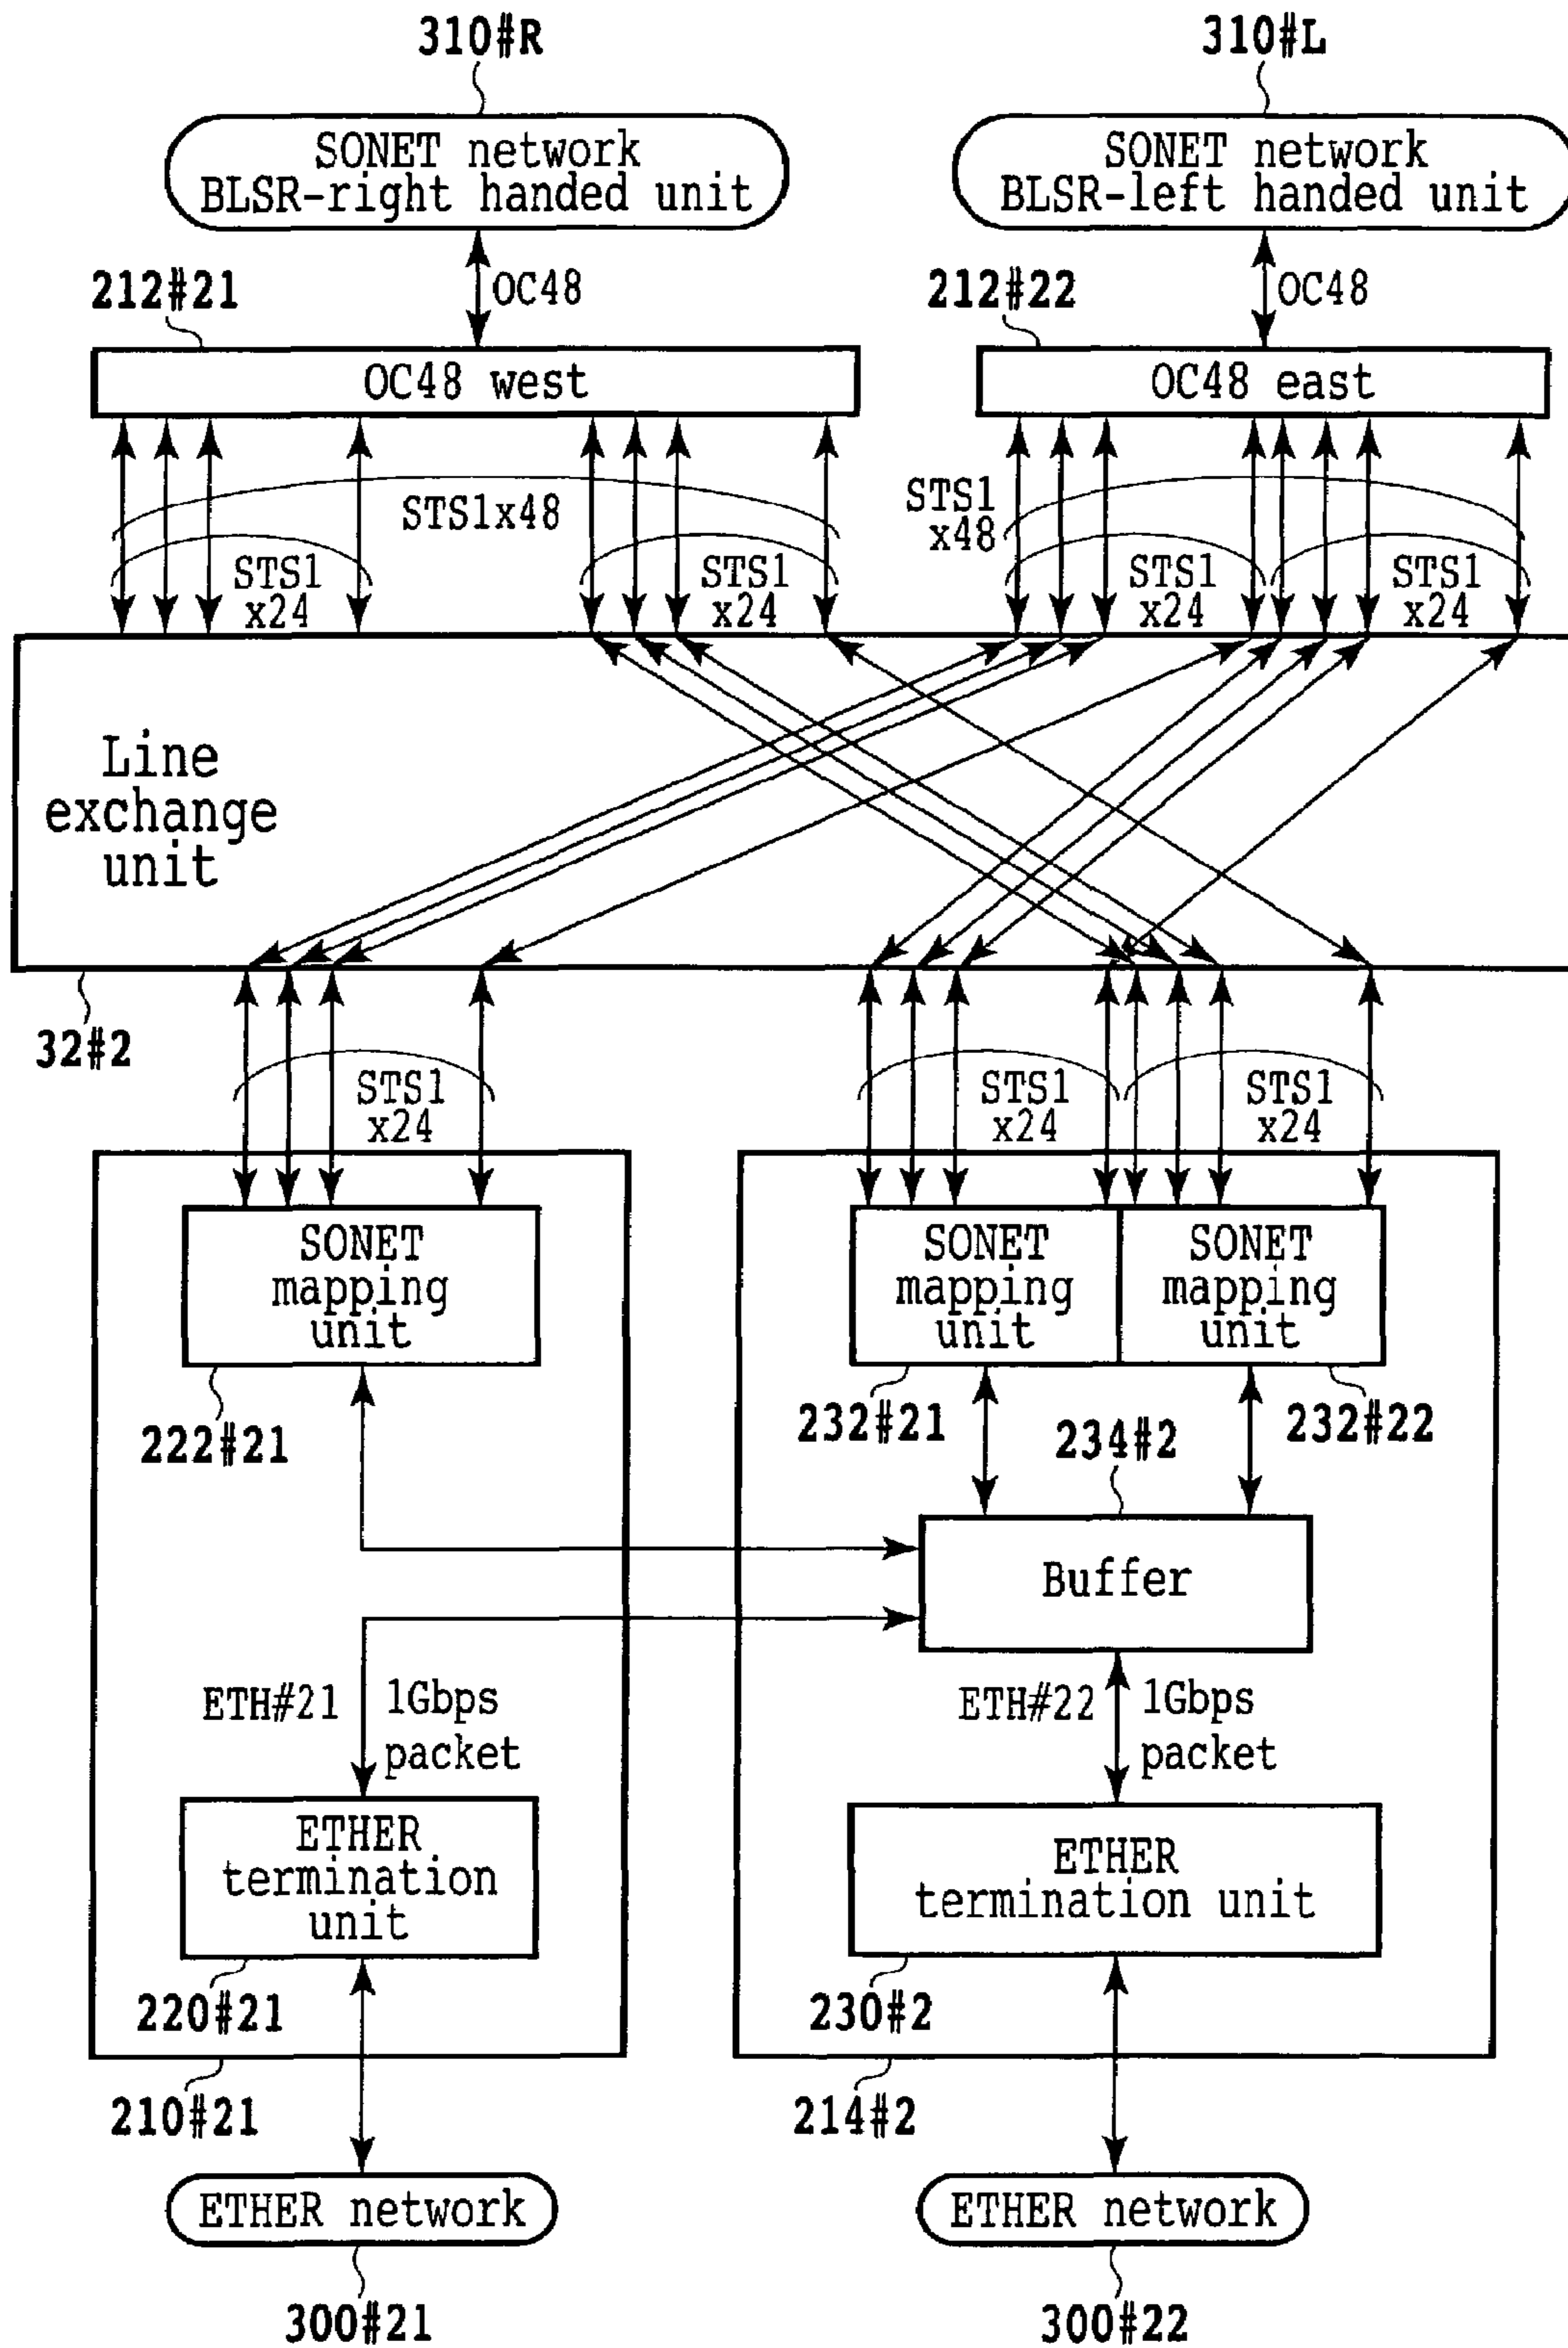 310#R
310#L
SONET network
BLSR-right handed unit
SONET network
BLSR-left handed unit
212#21
OC48
212#22
OC48
OC48 west
OC48 east
STS1x48
STS1
x48
STS1
x24
STS1
x24
STS1
x24
STS1
x24
Line
exchange
unit
32#2
STS1
x24
STS1
x24
STS1
x24
SONET
mapping
unit
SONET
mapping
unit
SONET
mapping
unit
222#21
232#21
234#2
232#22
Buffer
ETH#21
1Gbps
packet
ETH#22
1Gbps
packet
ETHER
termination
unit
ETHER
termination unit
220#21
230#2
210#21
214#2
ETHER network
ETHER network
300#21
300#22